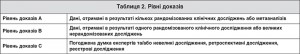 Таблиця 2. Рівні доказів
Рівень доказів А
Дані, отримані в результаті кількох рандомізованих клінічних досліджень або метааналізів
Рівень доказів В
Дані, отримані в результаті одного рандомізованого клінічного дослідження або великих
нерандомізованих досліджень
Рівень доказів С
Погоджена думка експертів та/або невеликі дослідження, ретроспективні дослідження,
реєстрові дослідження